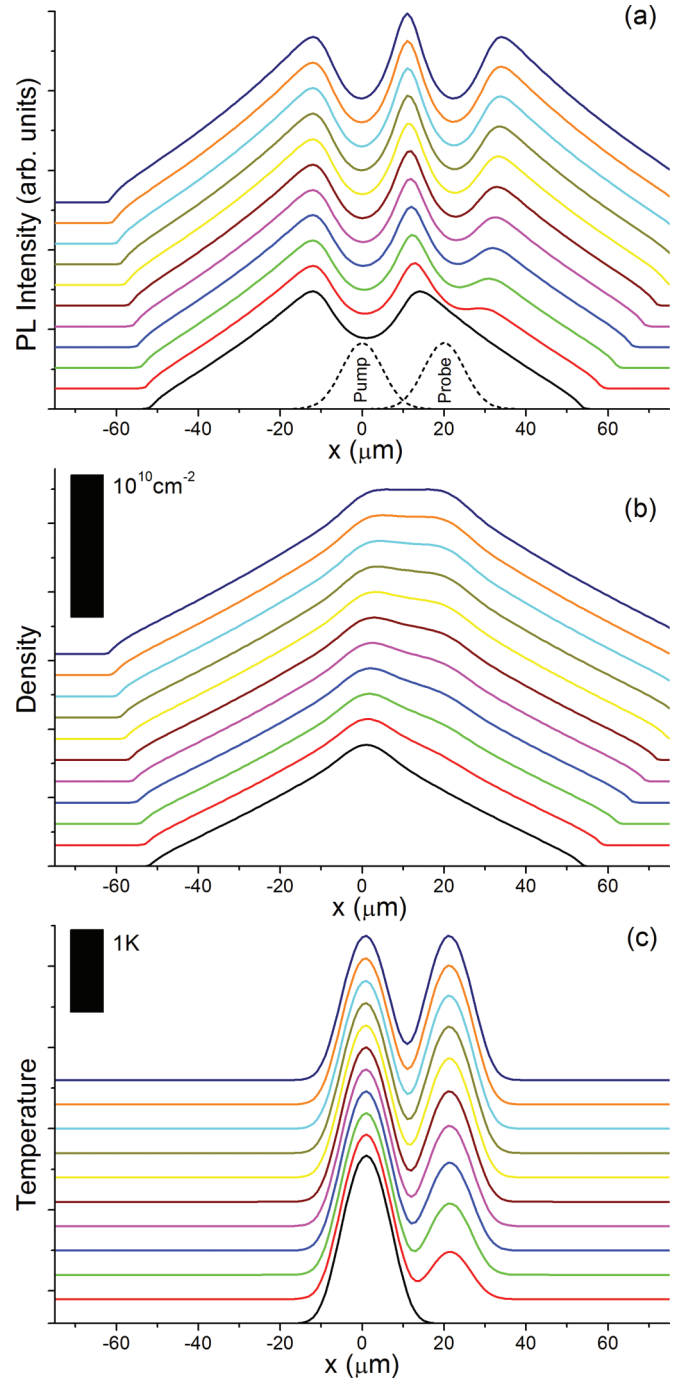 (a)
PL Intensity (arb. units)
Pump
Probe
-60 -40 -20 0 20 40 60
x (μm)
10¹⁰cm⁻²
(b)
Density
-60 -40 -20 0 20 40 60
x (μm)
1K
(c)
Temperature
-60 -40 -20 0 20 40 60
x (μm)